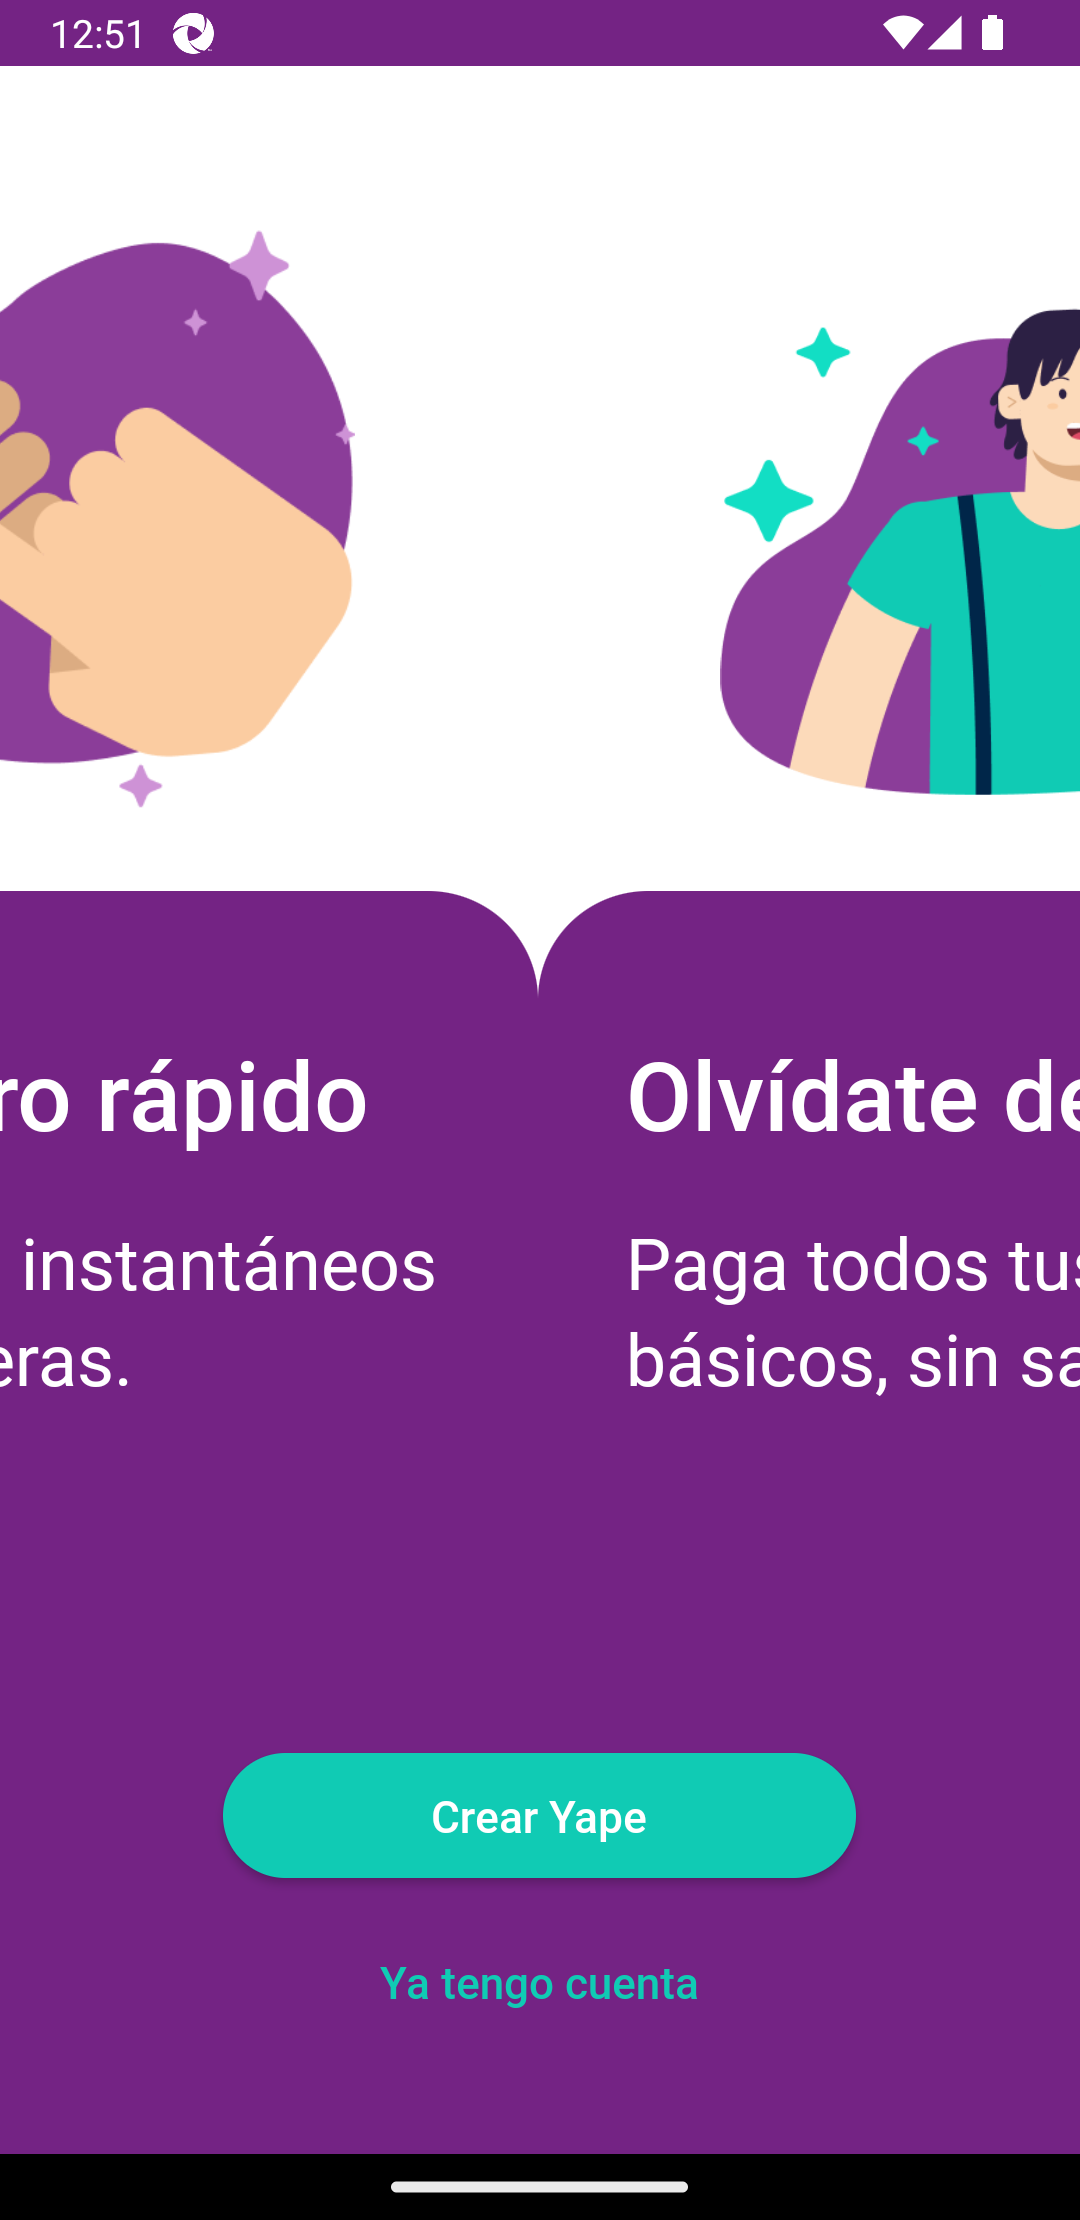 12:51
ro rápido
instantáneos
eras.
Olvídate de
Paga todos tus
básicos, sin sa
Crear Yape
Ya tengo cuenta